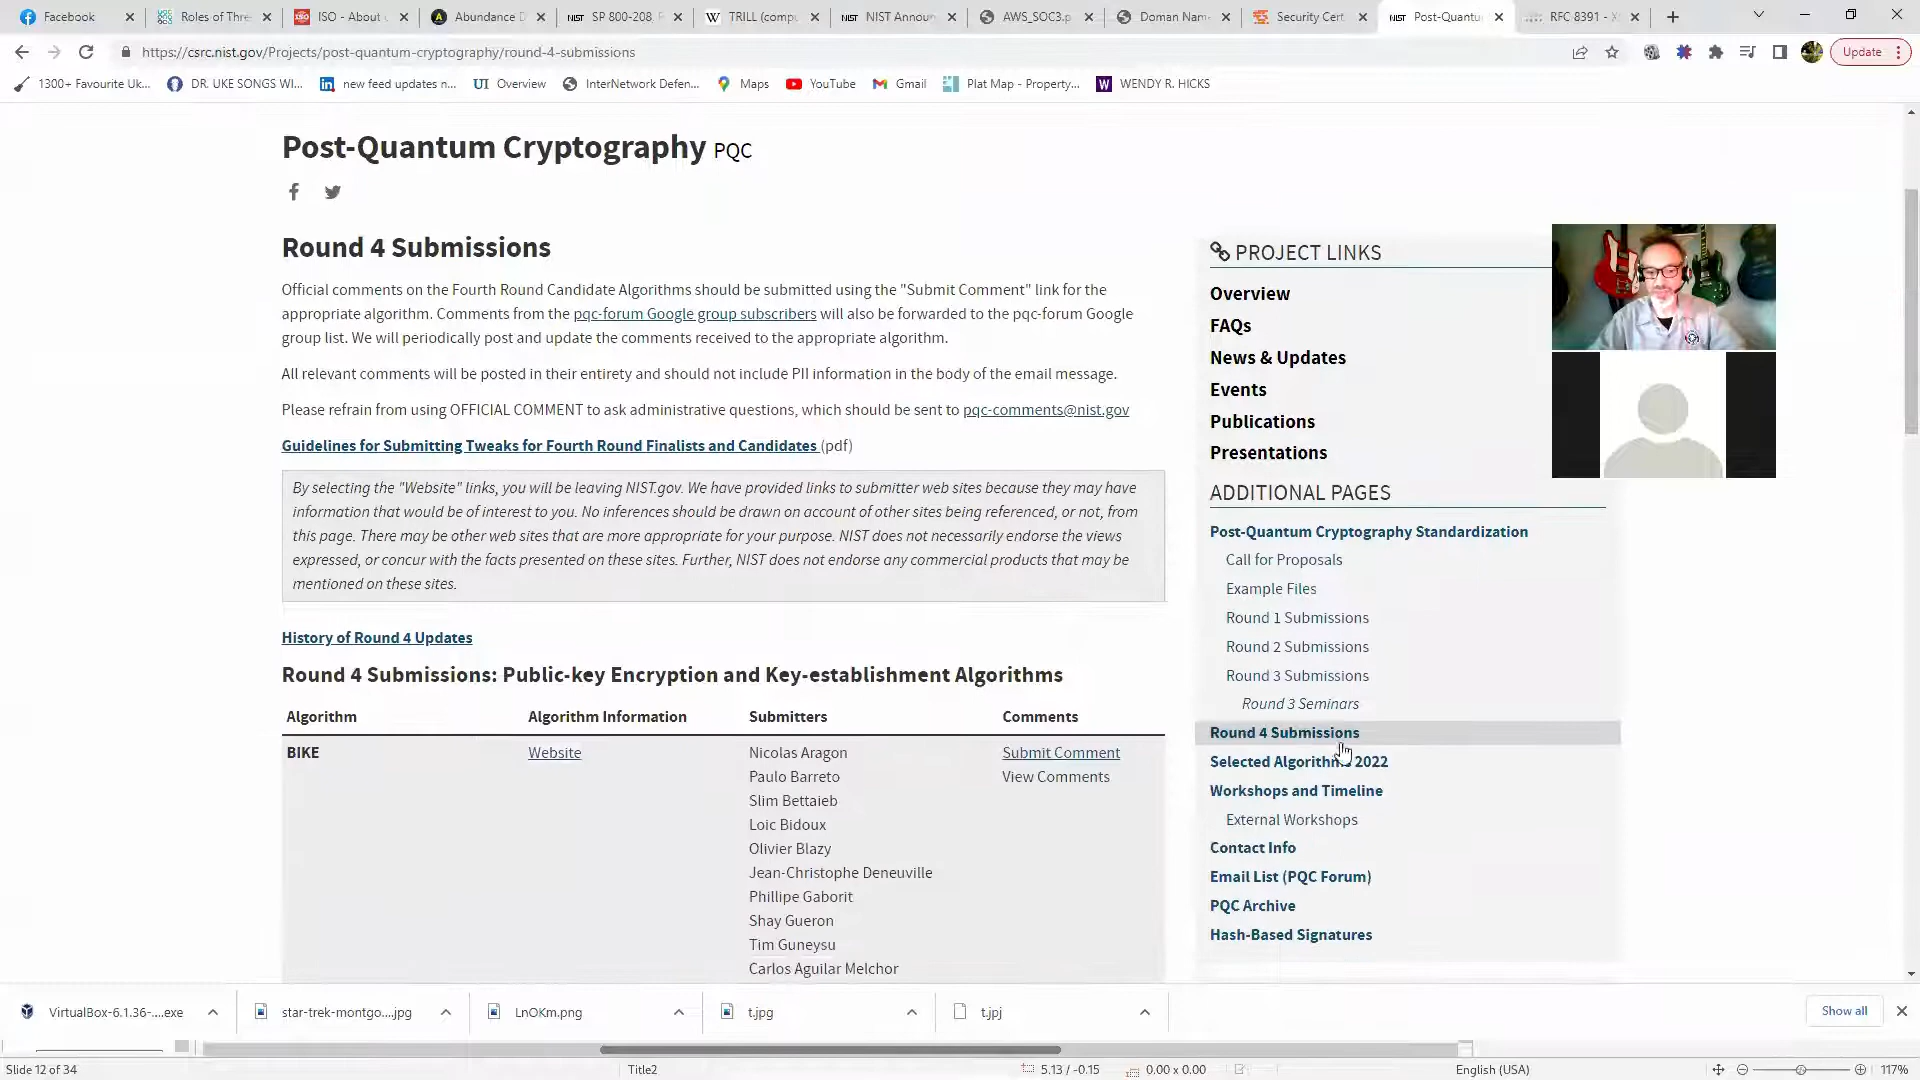 Facebook
Roles of Thre
ISO - About
Abundance D
SP 800-208
TRILL (comp
NIST Annou
AWS_SOC3.p
Doman Nam
Security Cert
Post-Quantu
RFC 8391 - X
https://csrc.nist.gov/Projects/post-quantum-cryptography/round-4-submissions
Update
1300+ Favourite Uk...
DR. UKE SONGS WI...
new feed updates n...
UI Overview
InterNetwork Defen...
Maps
YouTube
Gmail
Plat Map - Property...
WENDY R. HICKS
Post-Quantum Cryptography PQC
Round 4 Submissions
Official comments on the Fourth Round Candidate Algorithms should be submitted using the "Submit Comment" link for the
appropriate algorithm. Comments from the pqc-forum Google group subscribers will also be forwarded to the pqc-forum Google
group list. We will periodically post and update the comments received to the appropriate algorithm.
All relevant comments will be posted in their entirety and should not include PII information in the body of the email message.
Please refrain from using OFFICIAL COMMENT to ask administrative questions, which should be sent to pqc-comments@nist.gov
Guidelines for Submitting Tweaks for Fourth Round Finalists and Candidates (pdf)
By selecting the "Website" links, you will be leaving NIST.gov. We have provided links to submitter web sites because they may have
information that would be of interest to you. No inferences should be drawn on account of other sites being referenced, or not, from
this page. There may be other web sites that are more appropriate for your purpose. NIST does not necessarily endorse the views
expressed, or concur with the facts presented on these sites. Further, NIST does not endorse any commercial products that may be
mentioned on these sites.
History of Round 4 Updates
Round 4 Submissions: Public-key Encryption and Key-establishment Algorithms
Algorithm
Algorithm Information
Submitters
Comments
BIKE
Website
Nicolas Aragon
Submit Comment
Paulo Barreto
View Comments
Slim Bettaieb
Loic Bidoux
Olivier Blazy
Jean-Christophe Deneuville
Phillipe Gaborit
Shay Gueron
Tim Guneysu
Carlos Aguilar Melchor
PROJECT LINKS
Overview
FAQs
News & Updates
Events
Publications
Presentations
ADDITIONAL PAGES
Post-Quantum Cryptography Standardization
Call for Proposals
Example Files
Round 1 Submissions
Round 2 Submissions
Round 3 Submissions
Round 3 Seminars
Round 4 Submissions
Selected Algorithms 2022
Workshops and Timeline
External Workshops
Contact Info
Email List (PQC Forum)
PQC Archive
Hash-Based Signatures
VirtualBox-6.1.36-....exe
star-trek-montgo....jpg
LnOKm.png
t.jpg
t.jpj
Show all
Slide 12 of 34
Title2
5.13 / -0.15
0.00 x 0.00
English (USA)
117%